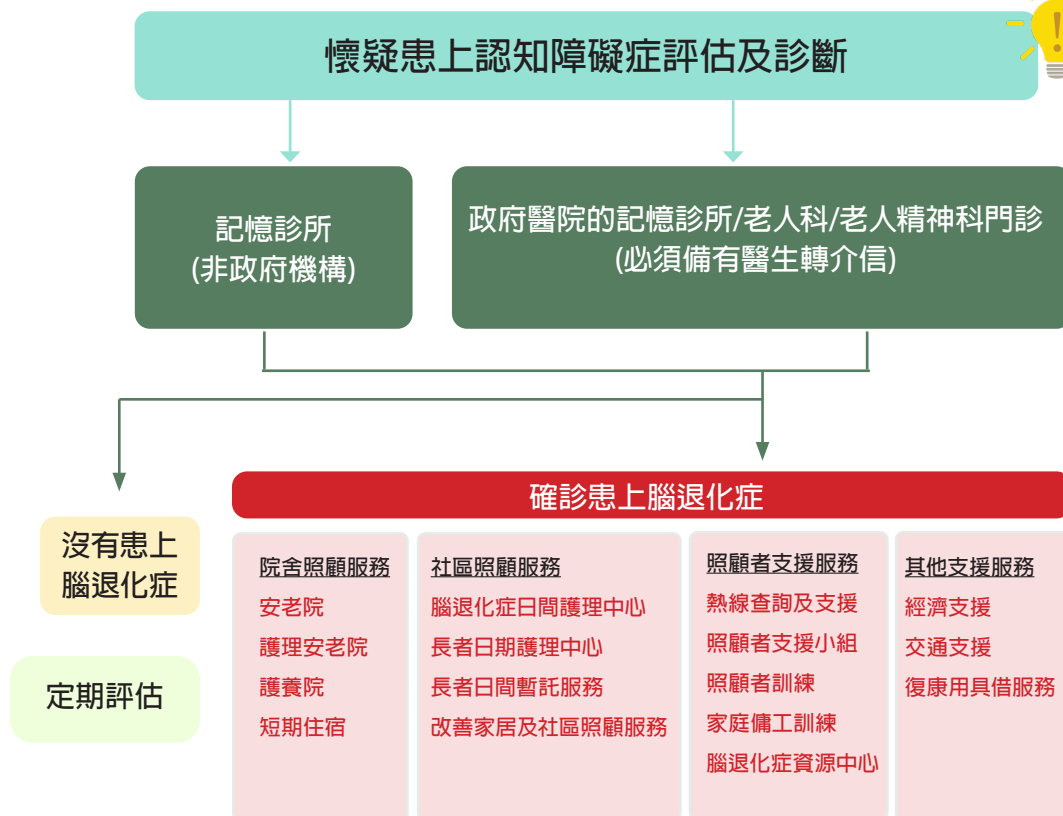 懷疑患上認知障礙症評估及診斷
記憶診所
(非政府機構)
政府醫院的記憶診所/老人科/老人精神科門診
(必須備有醫生轉介信)
確診患上腦退化症
沒有患上
腦退化症
定期評估
院舍照顧服務
安老院
護理安老院
護養院
短期住宿
社區照顧服務
腦退化症日間護理中心
長者日期護理中心
長者日間暫託服務
改善家居及社區照顧服務
照顧者支援服務
熱線查詢及支援
照顧者支援小組
照顧者訓練
家庭傭工訓練
腦退化症資源中心
其他支援服務
經濟支援
交通支援
復康用具借服務